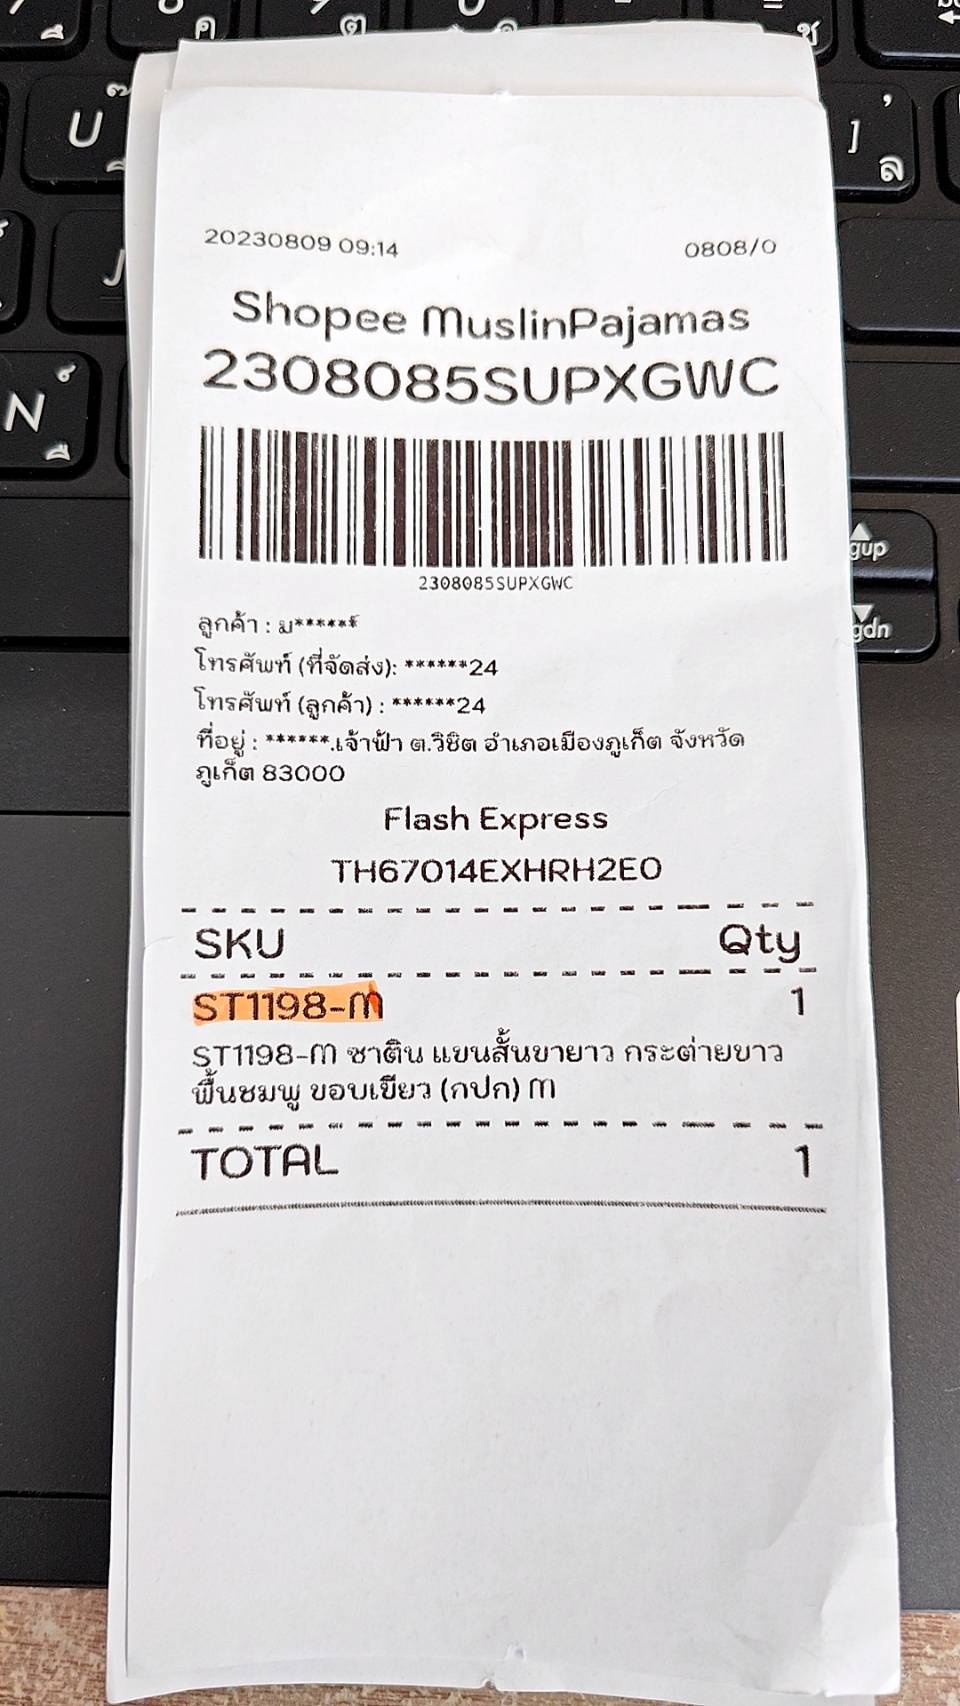 20230809 09:14 0808/0
Shopee MuslinPajamas
2308085SUPXGWC
2308085SUPXGWC
ลูกค้า : ม******์
โทรศัพท์ (ที่จัดส่ง): ******24
โทรศัพท์ (ลูกค้า) : ******24
ที่อยู่ : ******.เจ้าฟ้า ต.วิชิต อำเภอเมืองภูเก็ต จังหวัด
ภูเก็ต 83000
Flash Express
TH67014EXHRH2E0
SKU Qty
ST1198-M 1
ST1198-M ซาติน แขนสั้นขายาว กระต่ายขาว
พื้นชมพู ขอบเขียว (กปก) M
TOTAL 1
ค
ต
ช
U
๊
ี
J
ล
,
J
N
ื
gup
gdn